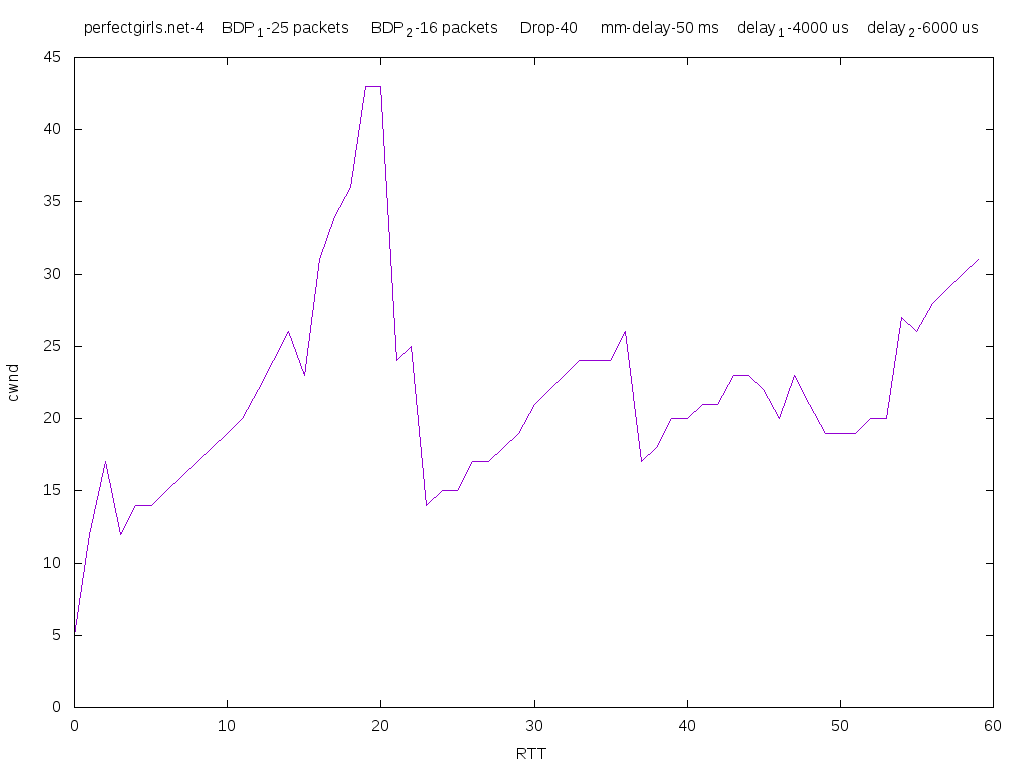 perfectgirls.net-4 BDP1-25 packets BDP2-16 packets Drop-40 mm-delay-50 ms delay1-4000 us delay2-6000 us
45
40
35
30
25
20
15
10
5
0
cwnd
0 10 20 30 40 50 60
RTT